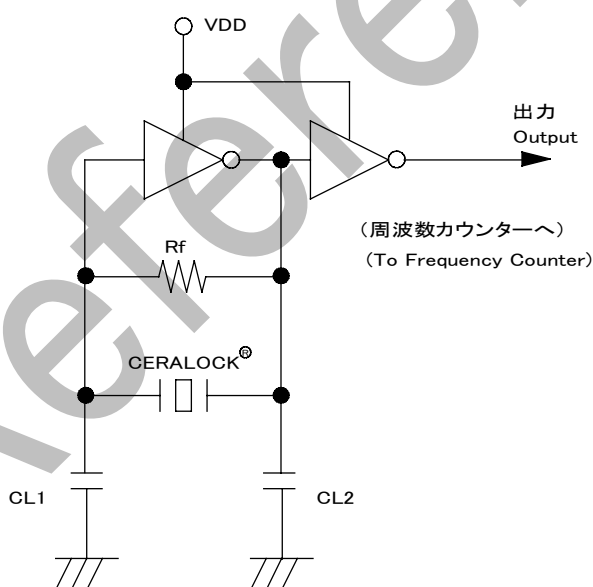 VDD
出力
Output
(周波数カウンターへ)
(To Frequency Counter)
Rf
CERALOCK®
CL1
CL2